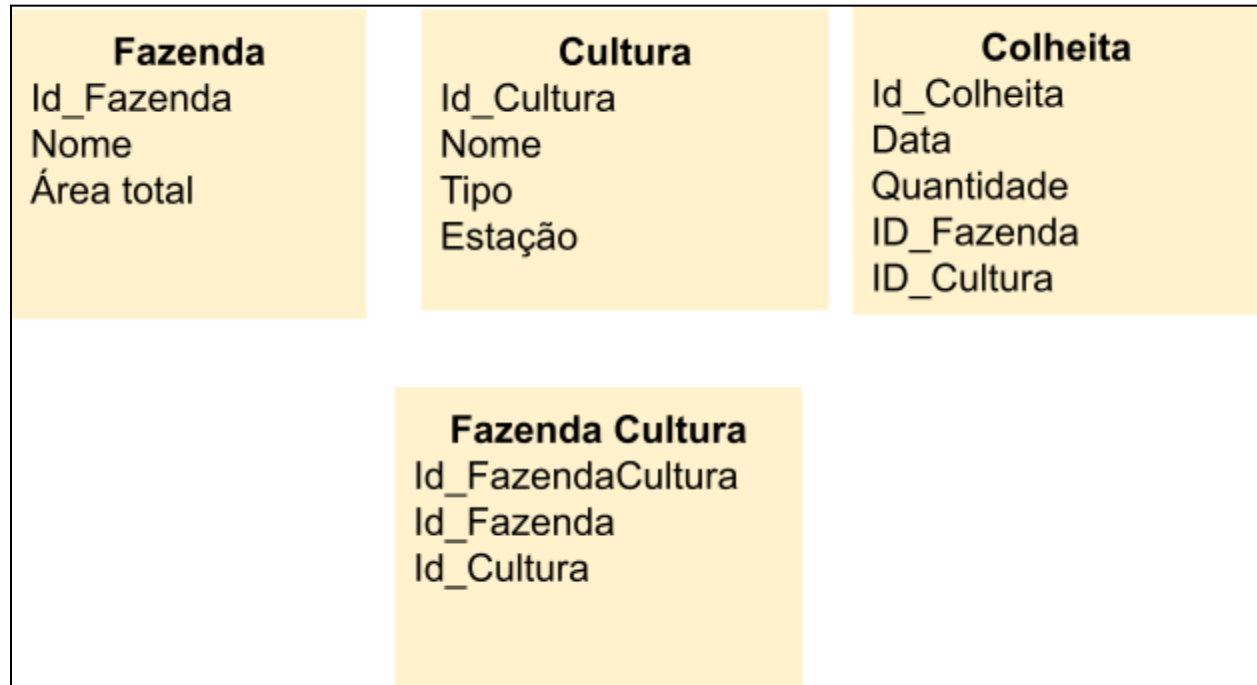 Fazenda
Id_Fazenda
Nome
Área total
Cultura
Id_Cultura
Nome
Tipo
Estação
Colheita
Id_Colheita
Data
Quantidade
ID_Fazenda
ID_Cultura
Fazenda Cultura
Id_FazendaCultura
Id_Fazenda
Id_Cultura